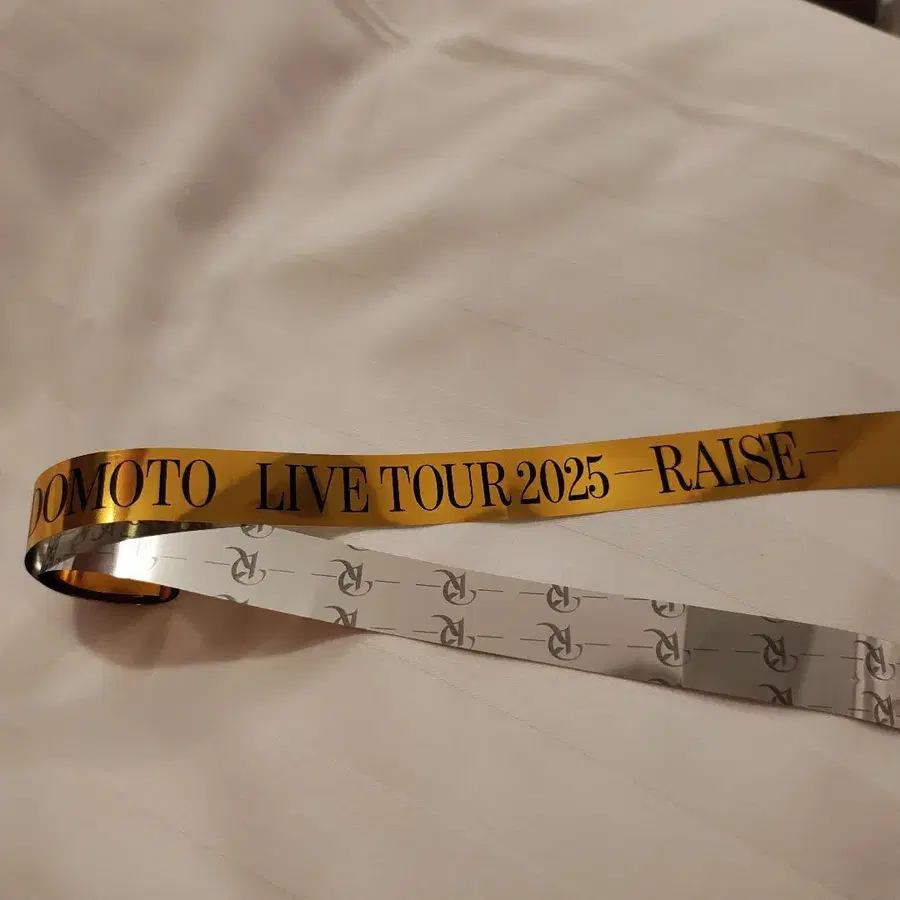 DOMOTO LIVE TOUR 2025 —RAISE—